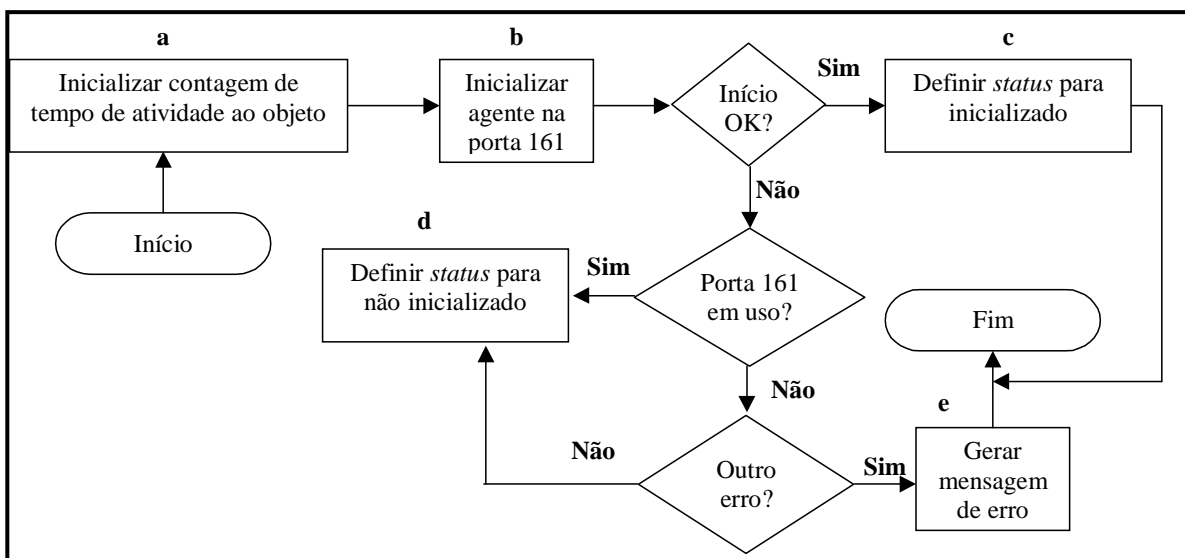 a
b
c
Inicializar contagem de
tempo de atividade ao objeto
Inicializar
agente na
porta 161
Início
OK?
Sim
Definir status para
inicializado
Não
Início
d
Definir status para
não inicializado
Sim
Porta 161
em uso?
Fim
Não
e
Não
Outro
erro?
Sim
Gerar
mensagem
de erro